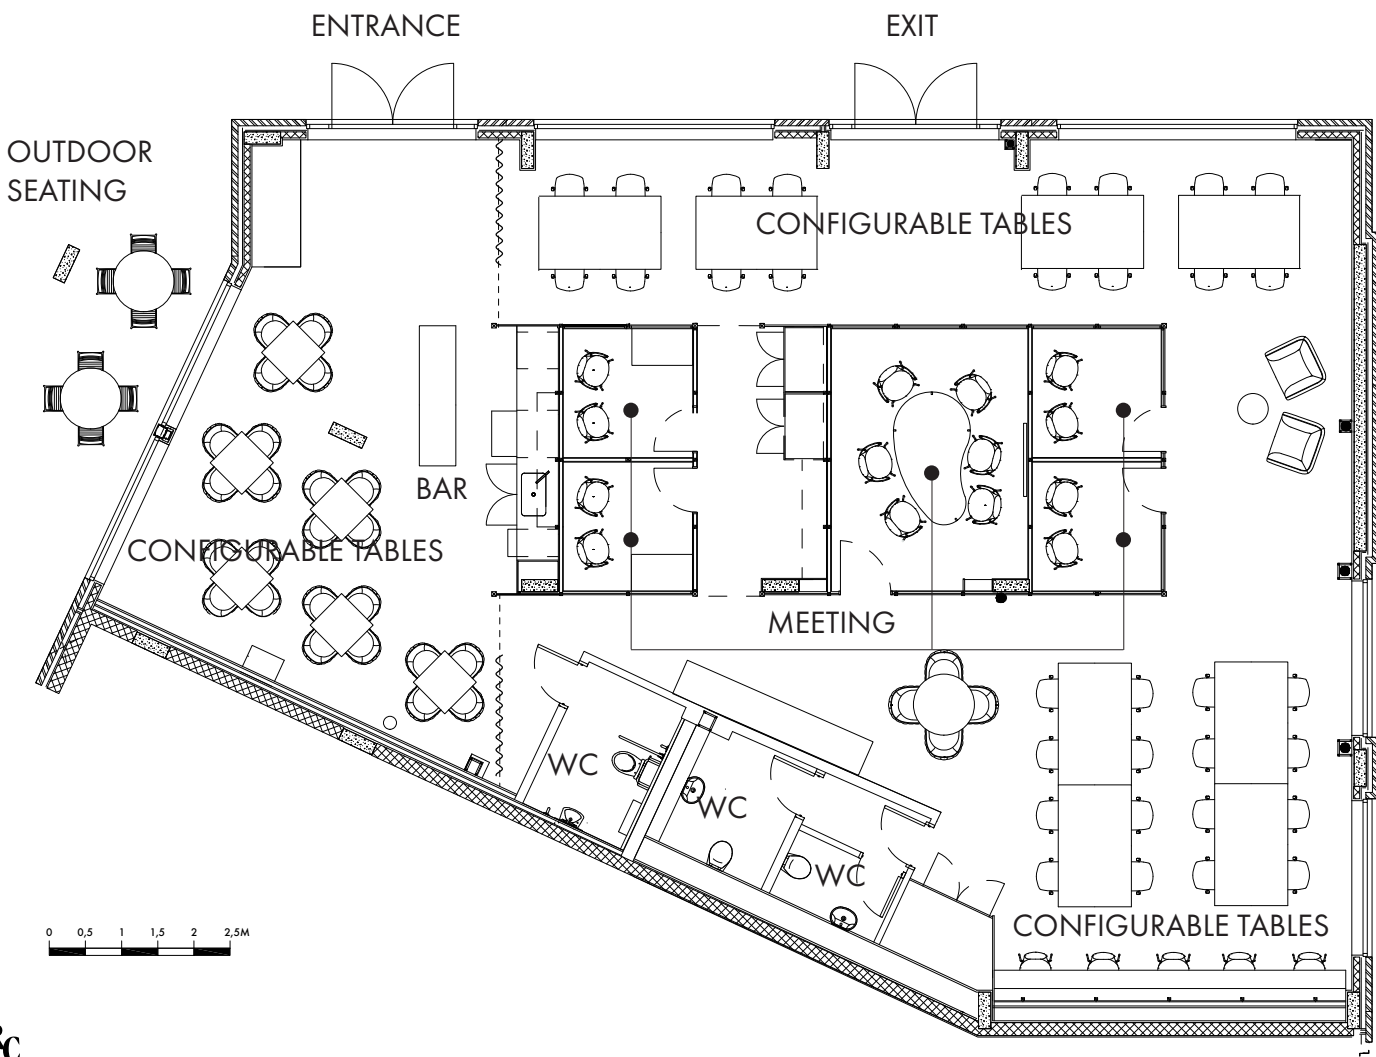 ENTRANCE
EXIT
OUTDOOR
SEATING
CONFIGURABLE TABLES
BAR
CONFIGURABLE TABLES
MEETING
WC
WC
WC
CONFIGURABLE TABLES
0 0,5 1 1,5 2 2,5M